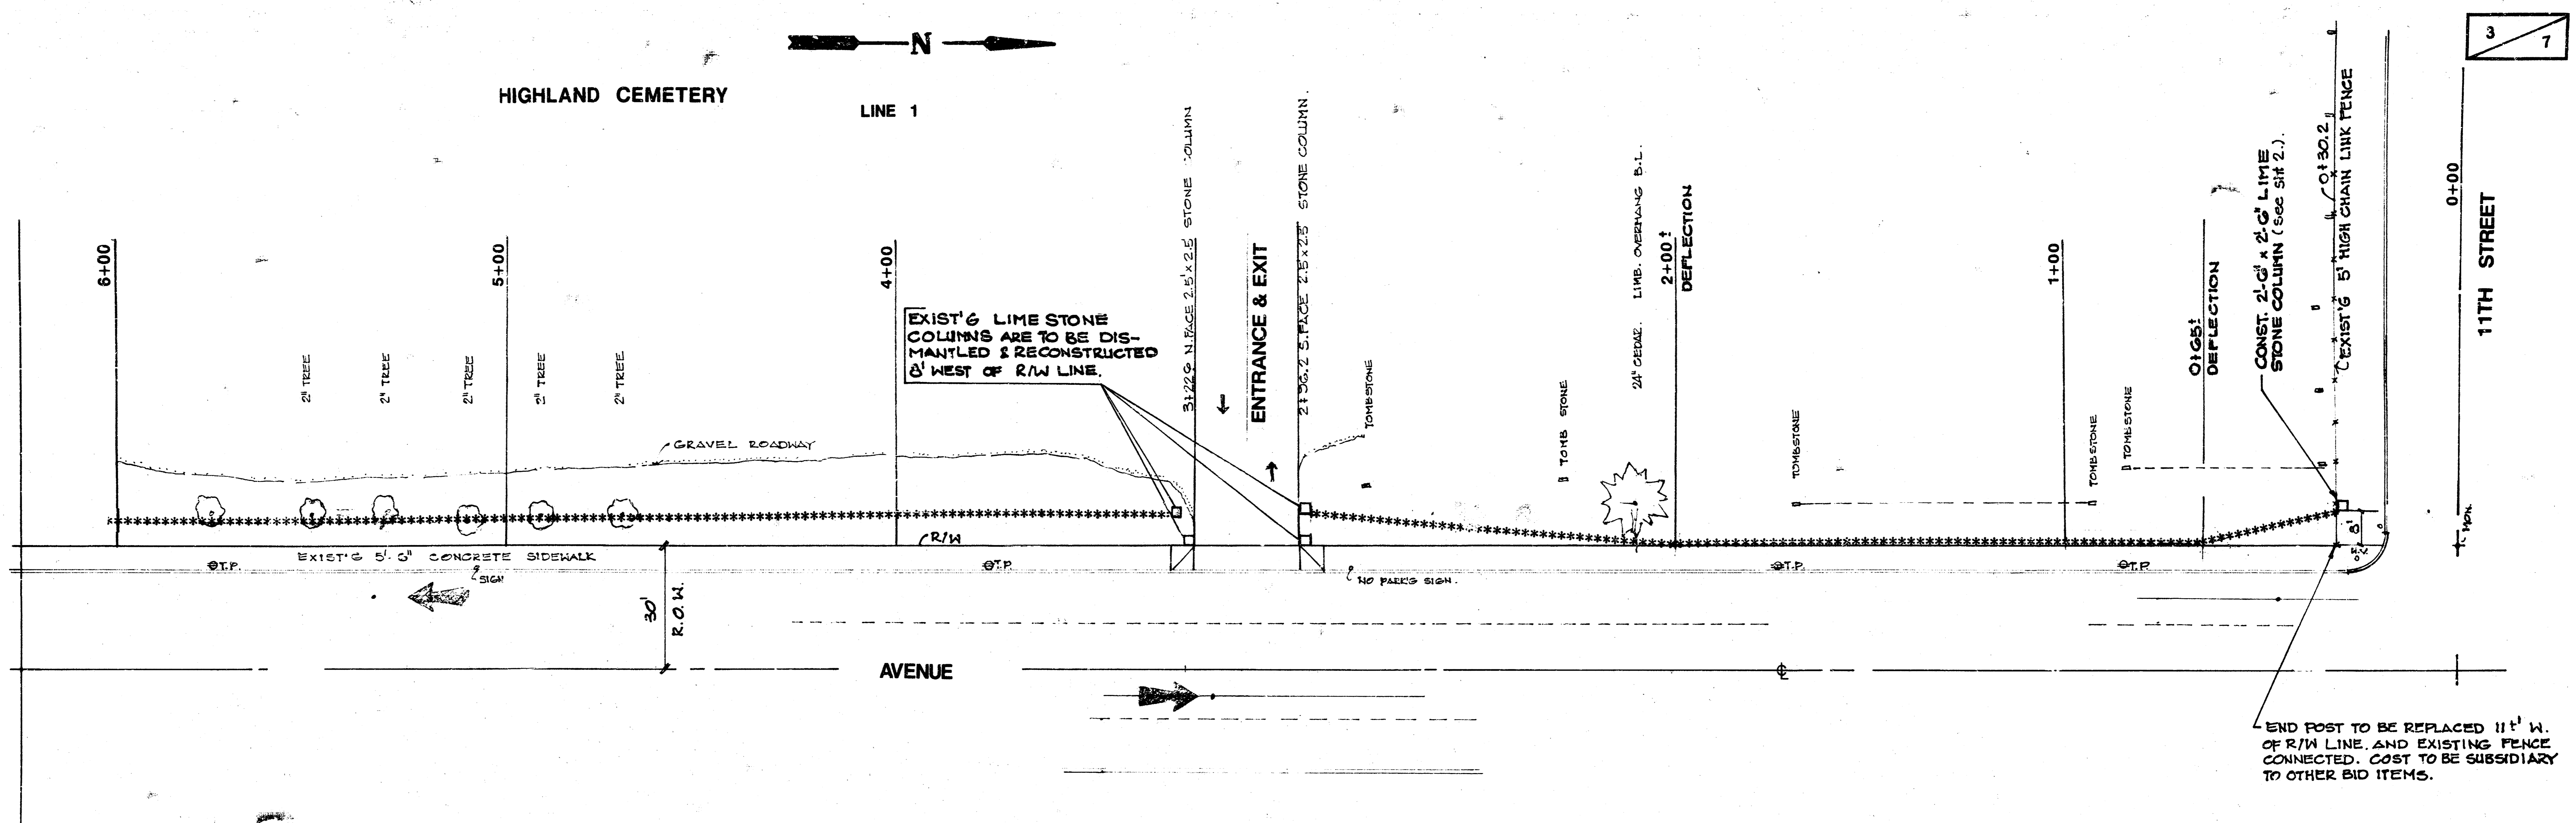 3 / 7
N
HIGHLAND CEMETERY
LINE 1
6+00
5+00
4+00
3+22.6 N. FACE 2.5' x 2.5 STONE COLUMN
ENTRANCE & EXIT
2+96.2 S. FACE 2.5 x 2.5 STONE COLUMN.
24" CEDAR. LIMB. OVERHANG B.L.
2+00±
DEFLECTION
1+00
0+65±
DEFLECTION
CONST. 2'-6" x 2'-6" LIME
STONE COLUMN (see sht 2.)
0+30.2
EXIST'G 5' HIGH CHAIN LINK FENCE
0+00
11TH STREET
EXIST'G LIME STONE
COLUMNS ARE TO BE DIS-
MANTLED & RECONSTRUCTED
8' WEST OF R/W LINE.
2" TREE
2" TREE
2" TREE
2" TREE
2" TREE
GRAVEL ROADWAY
TOMBSTONE
TOMB STONE
TOMBSTONE
TOMBSTONE
TOMBSTONE
R/W
8'
MON.
EXIST'G 5'-6" CONCRETE SIDEWALK
T.P.
SIGN
T.P.
NO PARK'G SIGN.
T.P.
T.P.
30'
R.O.W.
AVENUE
℄
END POST TO BE REPLACED 11±' W.
OF R/W LINE. AND EXISTING FENCE
CONNECTED. COST TO BE SUBSIDIARY
TO OTHER BID ITEMS.